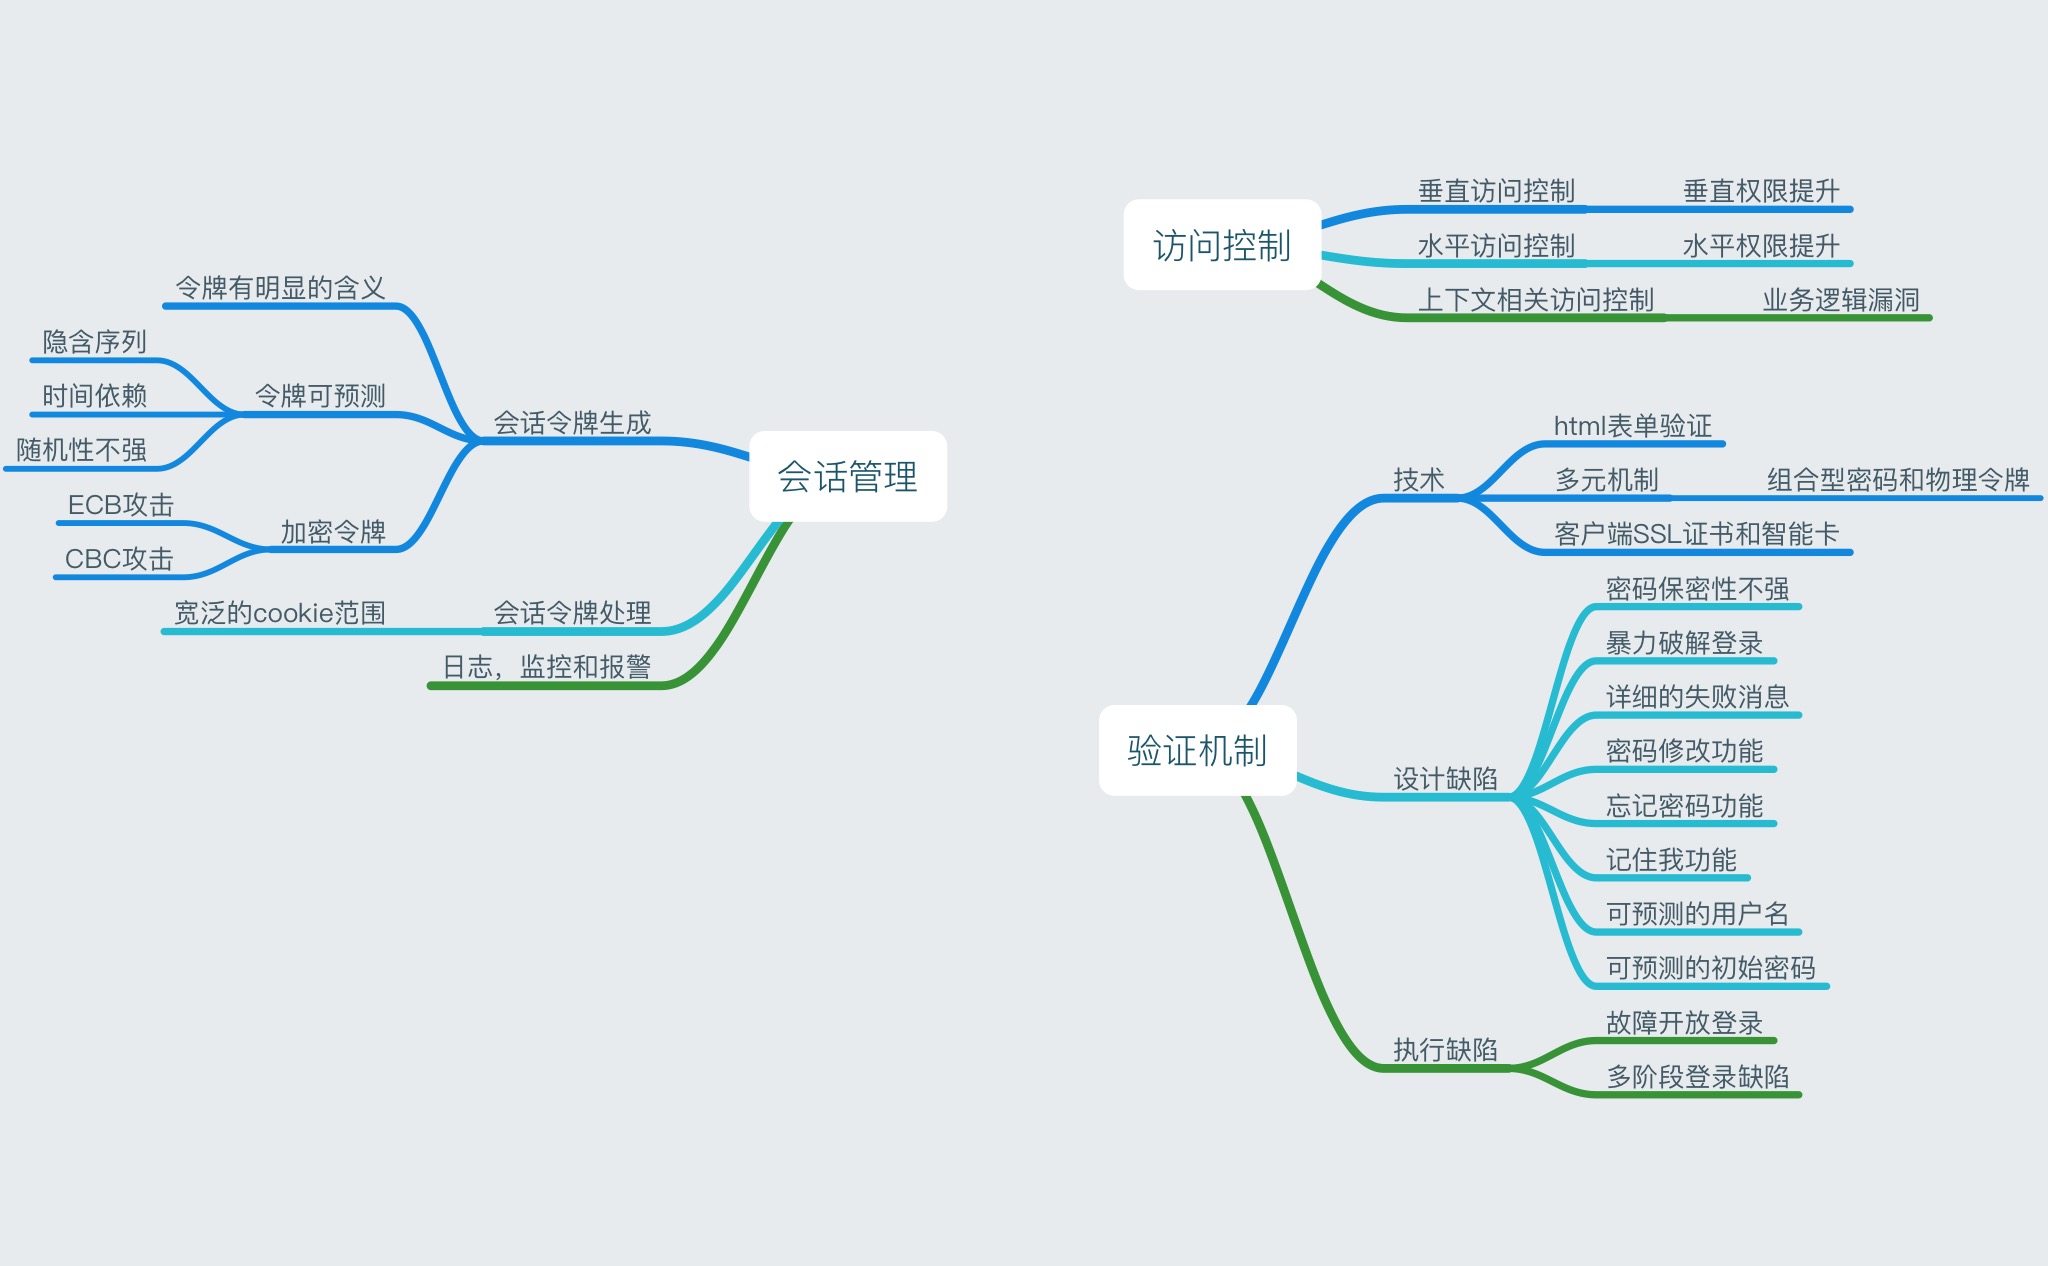 会话管理
会话令牌生成
令牌有明显的含义
令牌可预测
隐含序列
时间依赖
随机性不强
加密令牌
ECB攻击
CBC攻击
会话令牌处理
宽泛的cookie范围
日志，监控和报警
访问控制
垂直访问控制
垂直权限提升
水平访问控制
水平权限提升
上下文相关访问控制
业务逻辑漏洞
验证机制
技术
html表单验证
多元机制
组合型密码和物理令牌
客户端SSL证书和智能卡
设计缺陷
密码保密性不强
暴力破解登录
详细的失败消息
密码修改功能
忘记密码功能
记住我功能
可预测的用户名
可预测的初始密码
执行缺陷
故障开放登录
多阶段登录缺陷